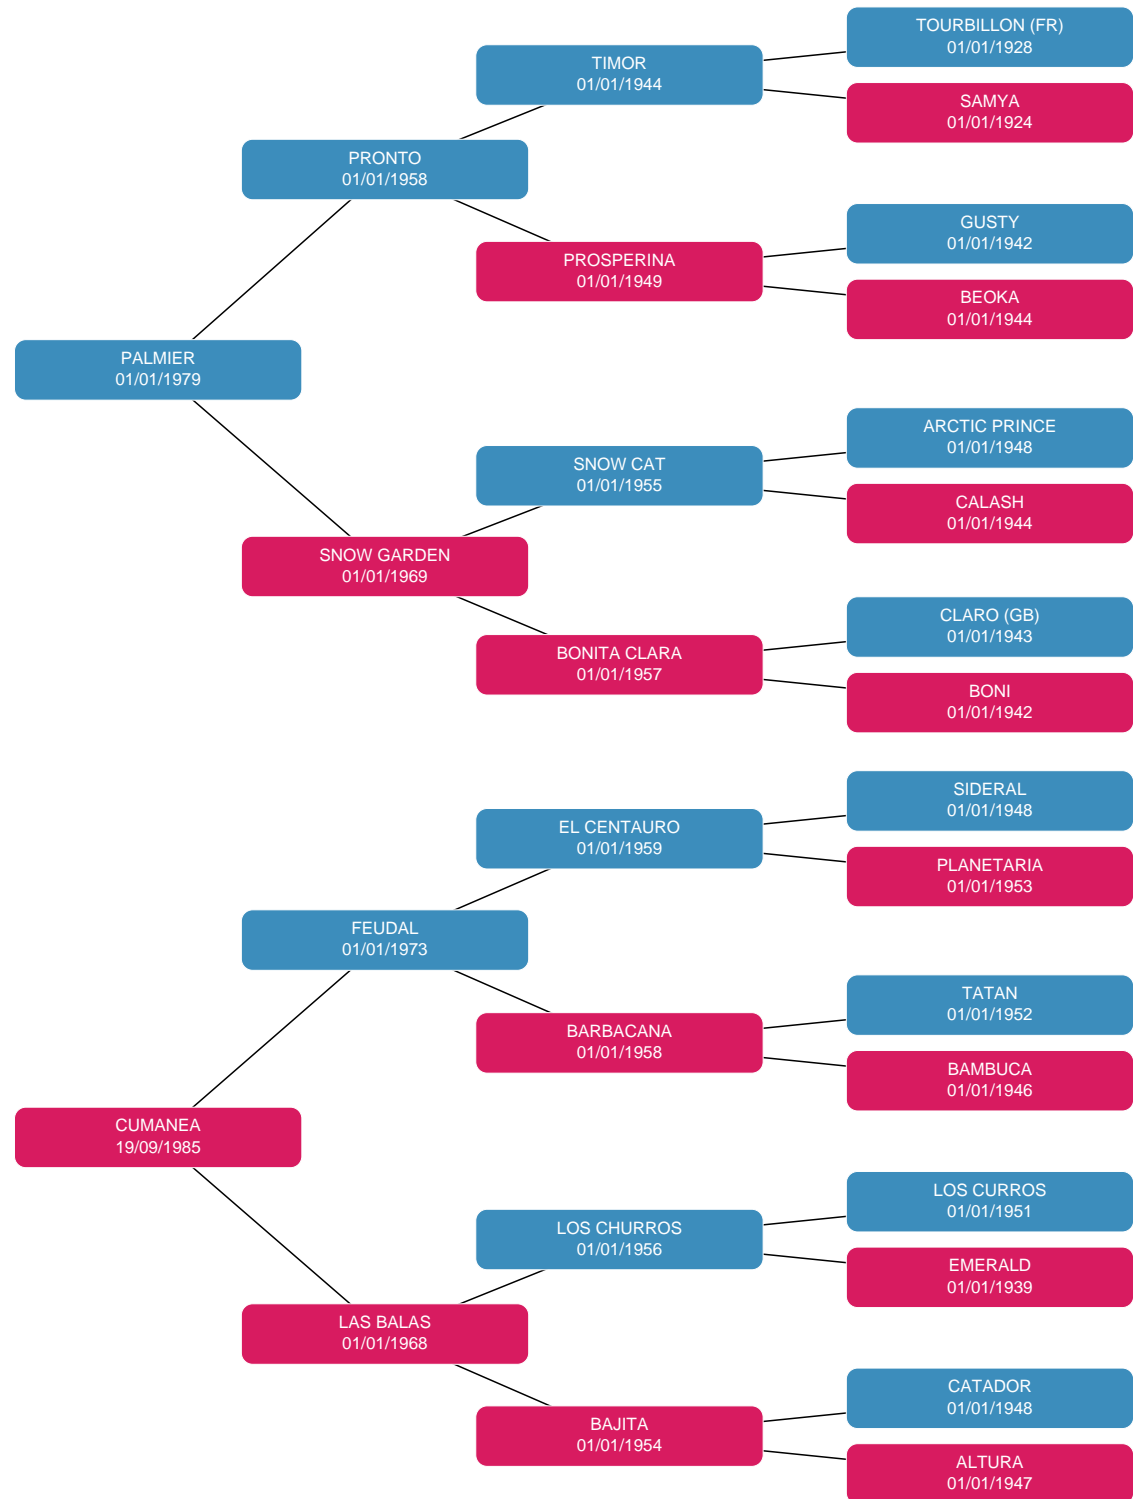 TOURBILLON (FR)
01/01/1928
TIMOR
01/01/1944
SAMYA
01/01/1924
PRONTO
01/01/1958
GUSTY
01/01/1942
PROSPERINA
01/01/1949
BEOKA
01/01/1944
PALMIER
01/01/1979
ARCTIC PRINCE
01/01/1948
SNOW CAT
01/01/1955
CALASH
01/01/1944
SNOW GARDEN
01/01/1969
CLARO (GB)
01/01/1943
BONITA CLARA
01/01/1957
BONI
01/01/1942
SIDERAL
01/01/1948
EL CENTAURO
01/01/1959
PLANETARIA
01/01/1953
FEUDAL
01/01/1973
TATAN
01/01/1952
BARBACANA
01/01/1958
BAMBUCA
01/01/1946
CUMANEA
19/09/1985
LOS CURROS
01/01/1951
LOS CHURROS
01/01/1956
EMERALD
01/01/1939
LAS BALAS
01/01/1968
CATADOR
01/01/1948
BAJITA
01/01/1954
ALTURA
01/01/1947